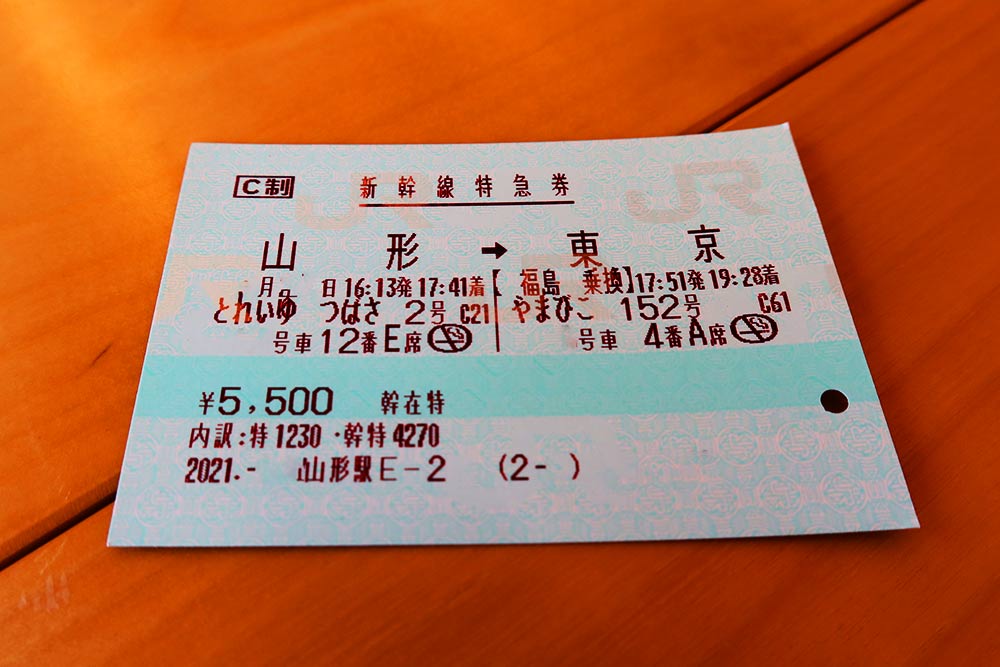 C制 新幹線特急券
山形 → 東京
月 日 16:13発 17:41着【 福島 乗換】17:51発 19:28着
とれいゆ つばさ 2号 C21 やまびこ 152号 C61
号車 12番E席 号車 4番A席
¥5,500 幹在特
内訳:特1230・幹特4270
2021.- 山形駅E-2 (2- )
JR JR